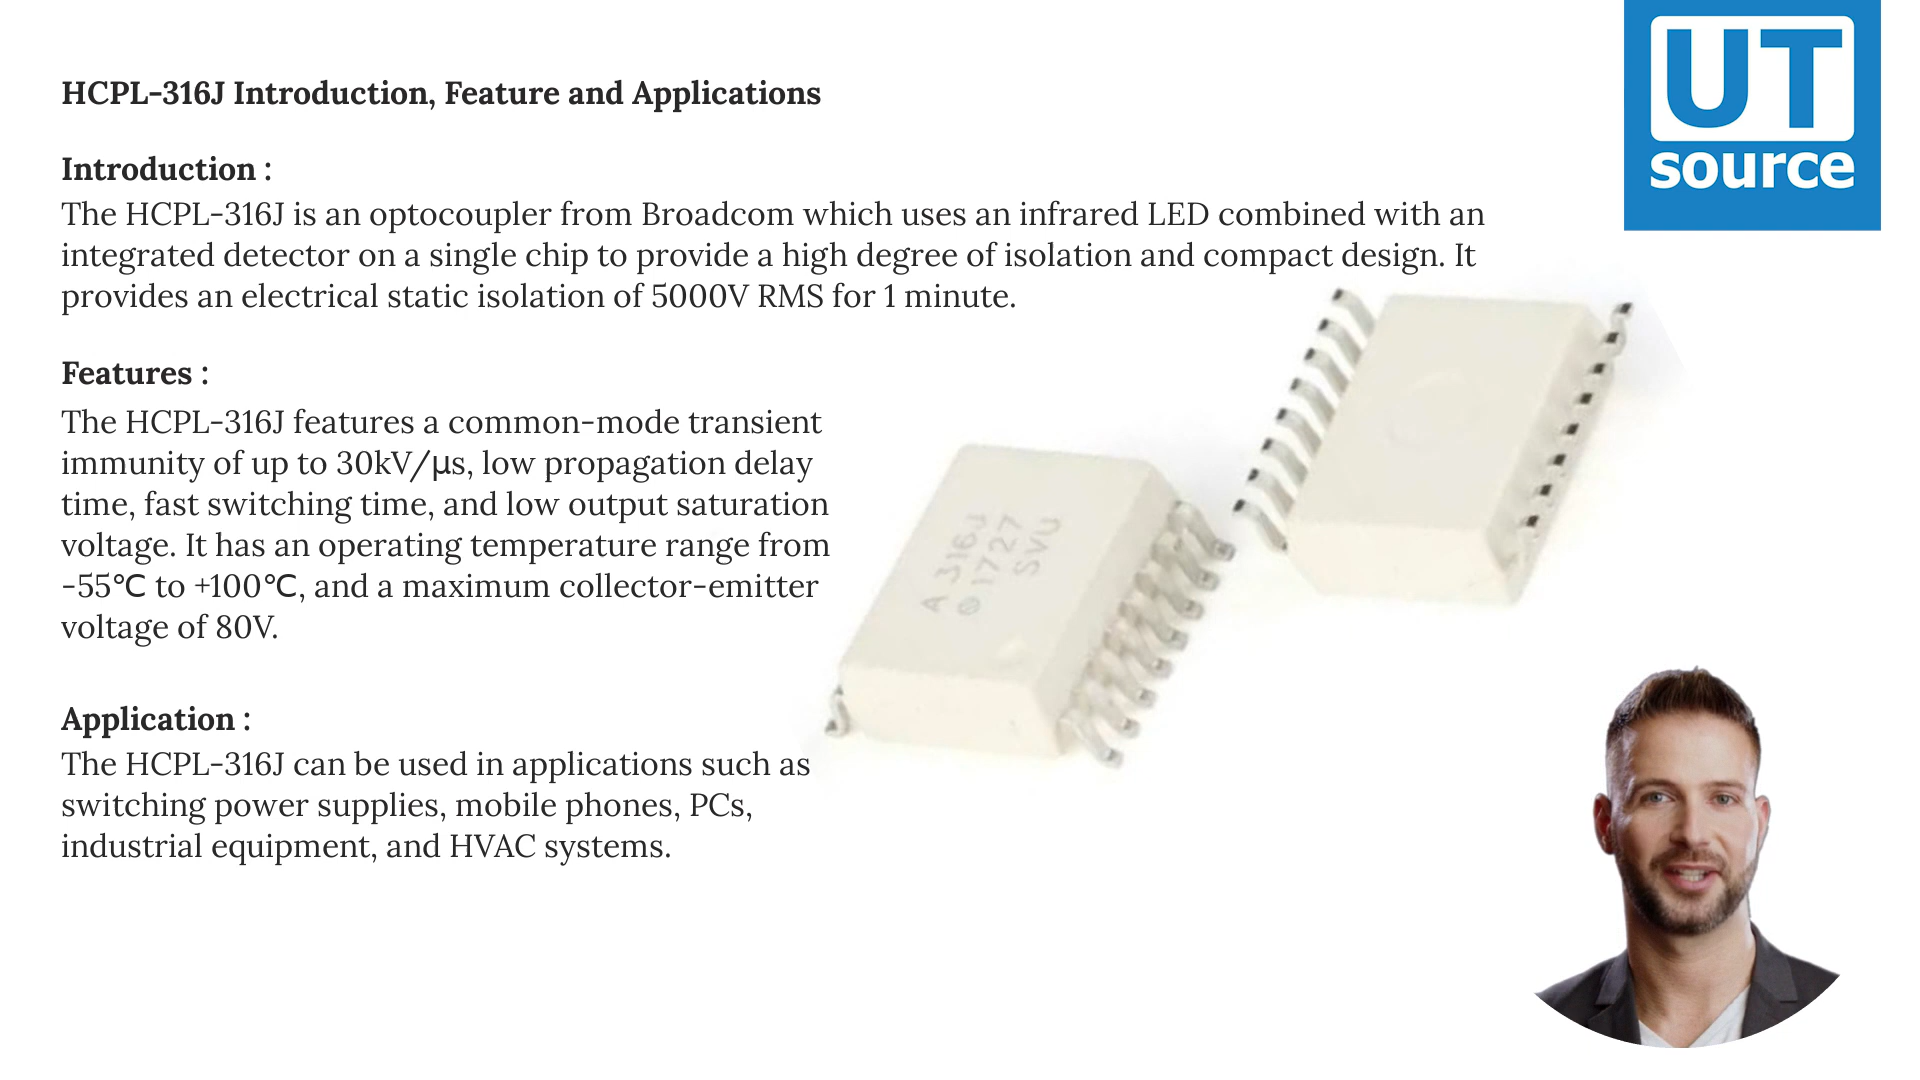 HCPL-316J Introduction, Feature and Applications
Introduction :
The HCPL-316J is an optocoupler from Broadcom which uses an infrared LED combined with an
integrated detector on a single chip to provide a high degree of isolation and compact design. It
provides an electrical static isolation of 5000V RMS for 1 minute.
Features :
The HCPL-316J features a common-mode transient
immunity of up to 30kV/μs, low propagation delay
time, fast switching time, and low output saturation
voltage. It has an operating temperature range from
-55℃ to +100℃, and a maximum collector-emitter
voltage of 80V.
Application :
The HCPL-316J can be used in applications such as
switching power supplies, mobile phones, PCs,
industrial equipment, and HVAC systems.
UT
source
A 316J
© 1727
SVU